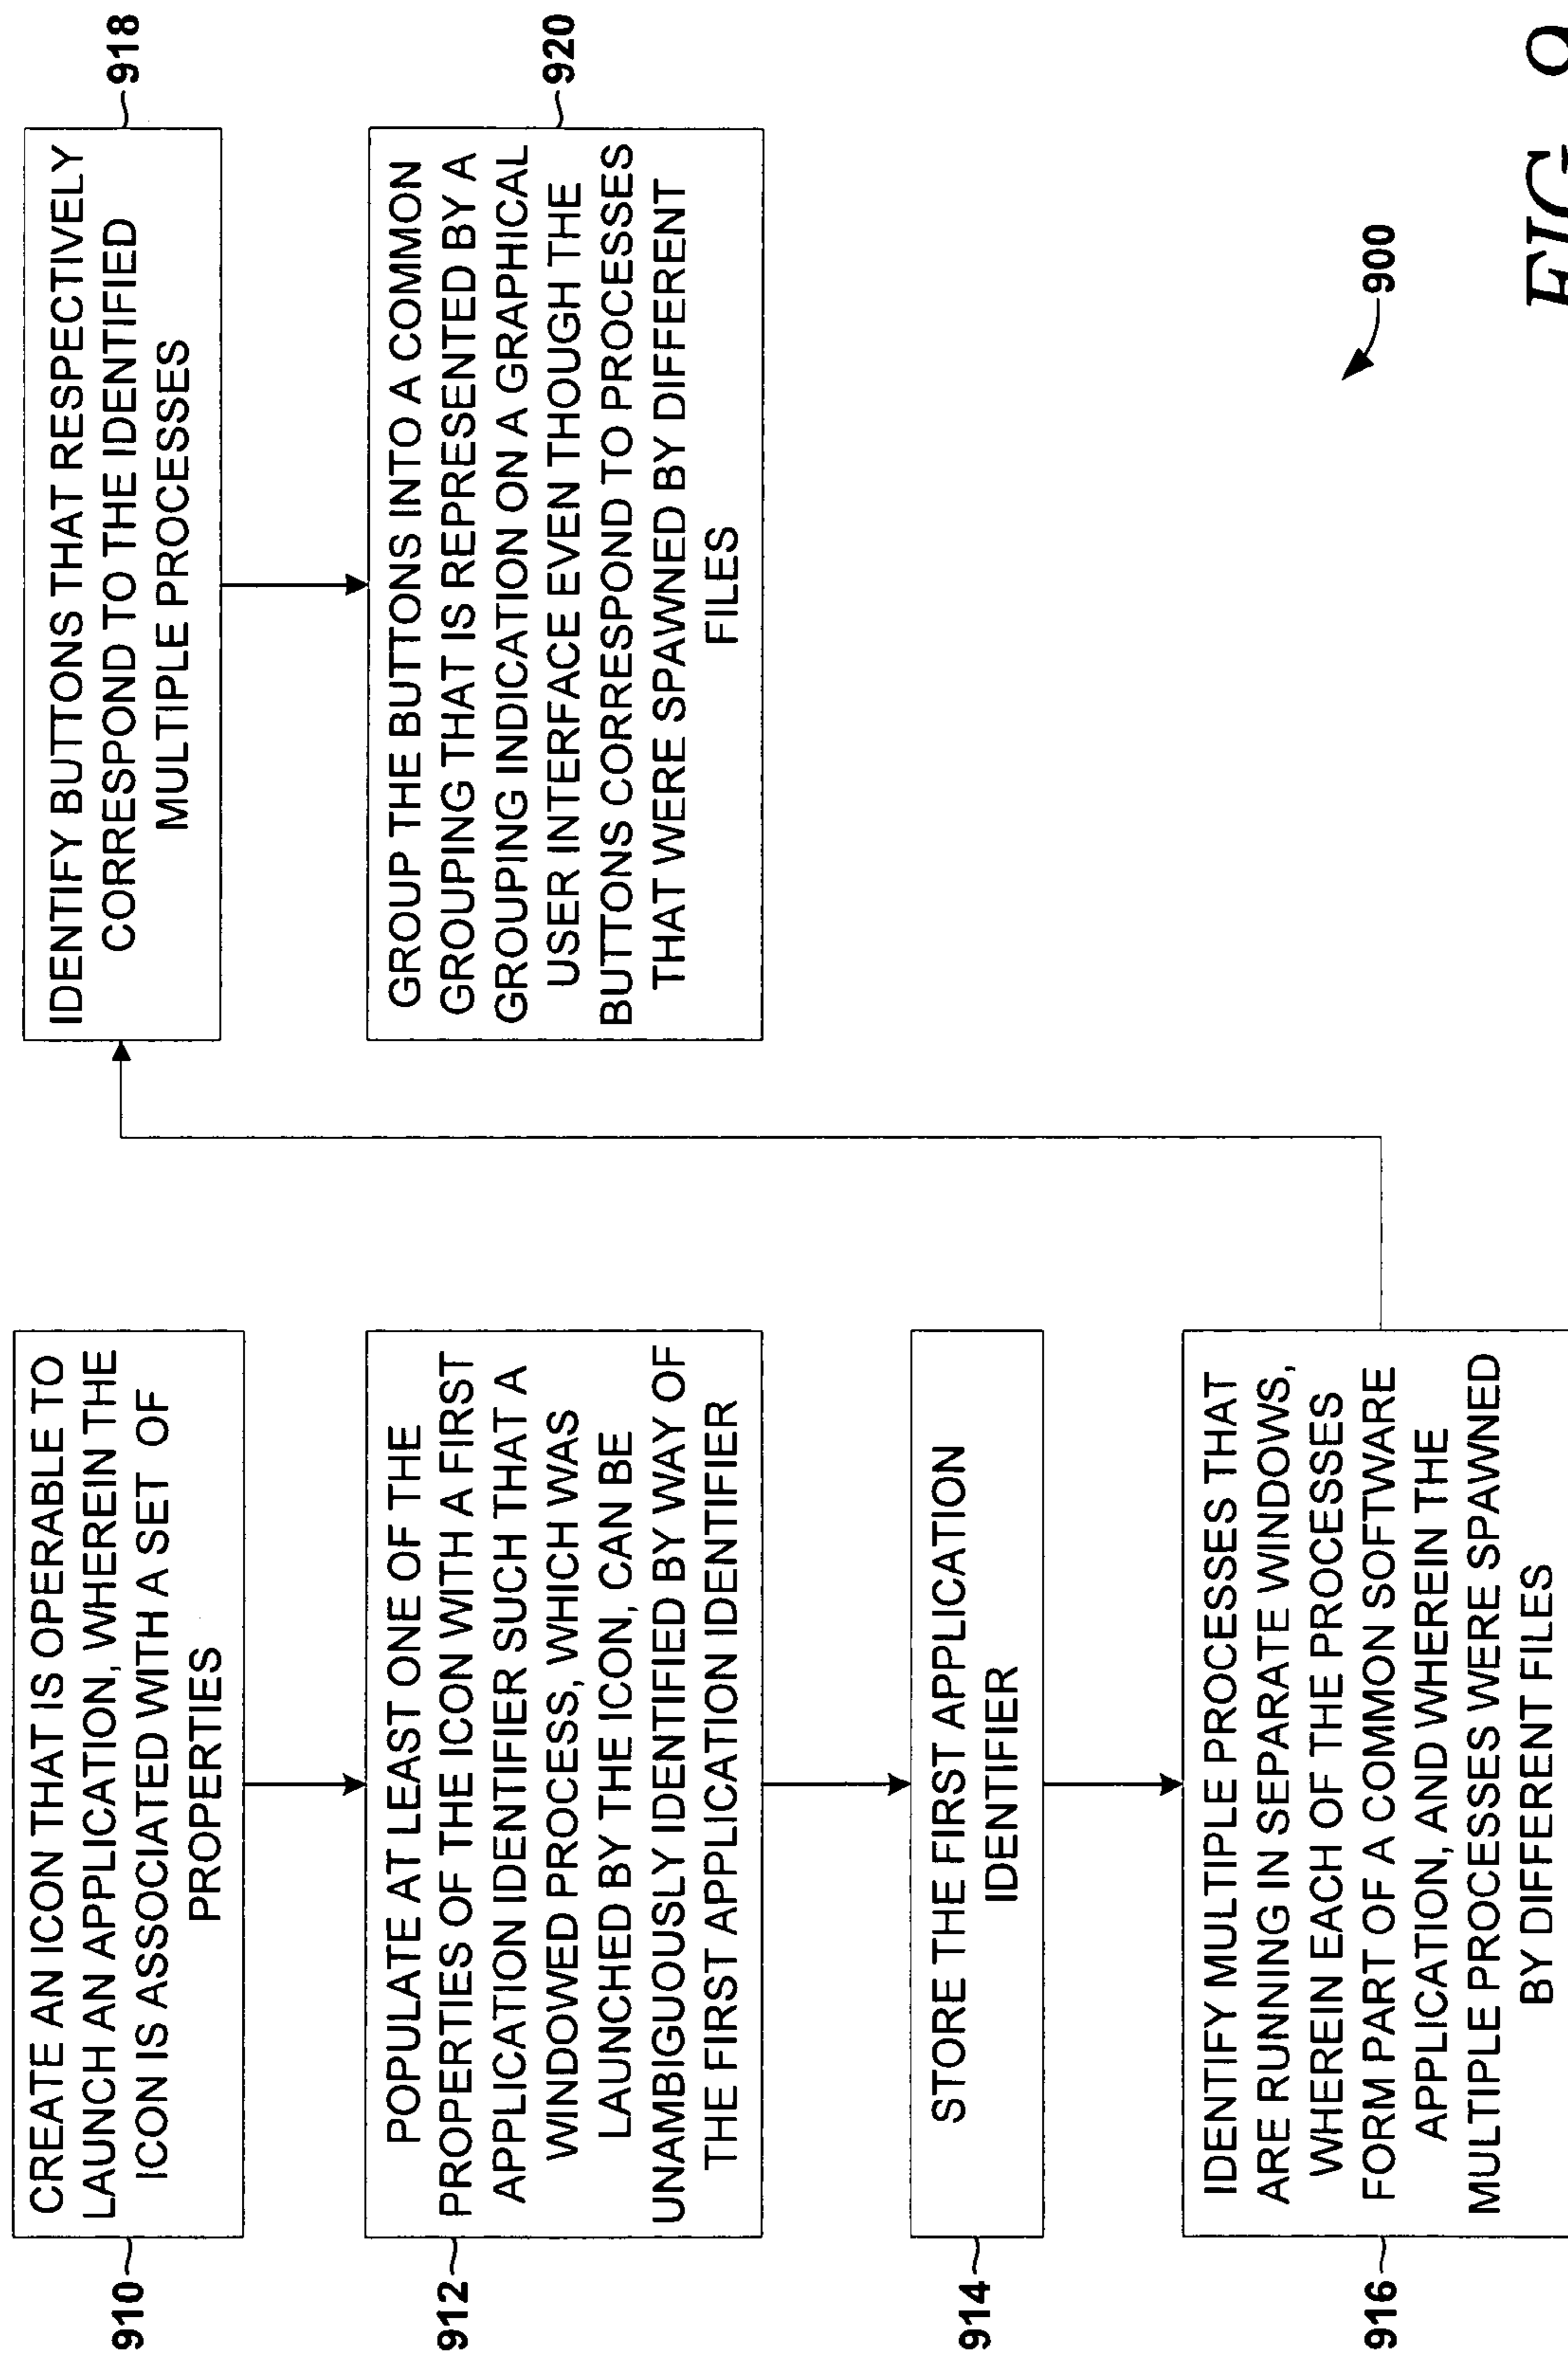 910
CREATE AN ICON THAT IS OPERABLE TO
LAUNCH AN APPLICATION, WHEREIN THE
ICON IS ASSOCIATED WITH A SET OF
PROPERTIES
912
POPULATE AT LEAST ONE OF THE
PROPERTIES OF THE ICON WITH A FIRST
APPLICATION IDENTIFIER SUCH THAT A
WINDOWED PROCESS, WHICH WAS
LAUNCHED BY THE ICON, CAN BE
UNAMBIGUOUSLY IDENTIFIED BY WAY OF
THE FIRST APPLICATION IDENTIFIER
914
STORE THE FIRST APPLICATION
IDENTIFIER
916
IDENTIFY MULTIPLE PROCESSES THAT
ARE RUNNING IN SEPARATE WINDOWS,
WHEREIN EACH OF THE PROCESSES
FORM PART OF A COMMON SOFTWARE
APPLICATION, AND WHEREIN THE
MULTIPLE PROCESSES WERE SPAWNED
BY DIFFERENT FILES
918
IDENTIFY BUTTONS THAT RESPECTIVELY
CORRESPOND TO THE IDENTIFIED
MULTIPLE PROCESSES
920
GROUP THE BUTTONS INTO A COMMON
GROUPING THAT IS REPRESENTED BY A
GROUPING INDICATION ON A GRAPHICAL
USER INTERFACE EVEN THOUGH THE
BUTTONS CORRESPOND TO PROCESSES
THAT WERE SPAWNED BY DIFFERENT
FILES
900
FIG